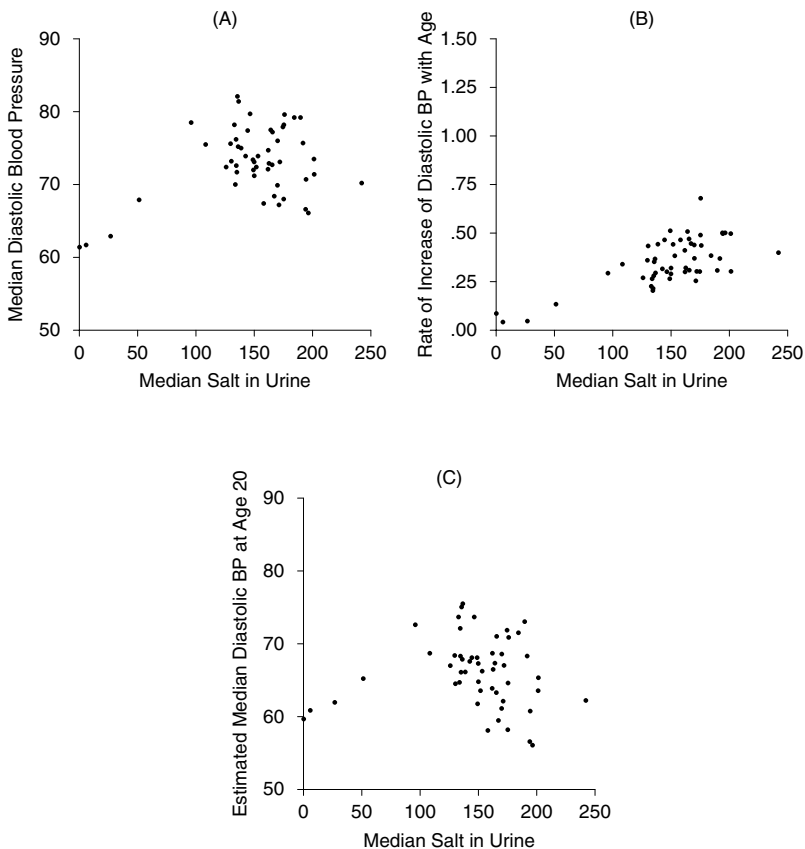 (A)
90
80
70
60
50
Median Diastolic Blood Pressure
0 50 100 150 200 250
Median Salt in Urine
(B)
1.50
1.25
1.00
.75
.50
.25
.00
Rate of Increase of Diastolic BP with Age
0 50 100 150 200 250
Median Salt in Urine
(C)
90
80
70
60
50
Estimated Median Diastolic BP at Age 20
0 50 100 150 200 250
Median Salt in Urine